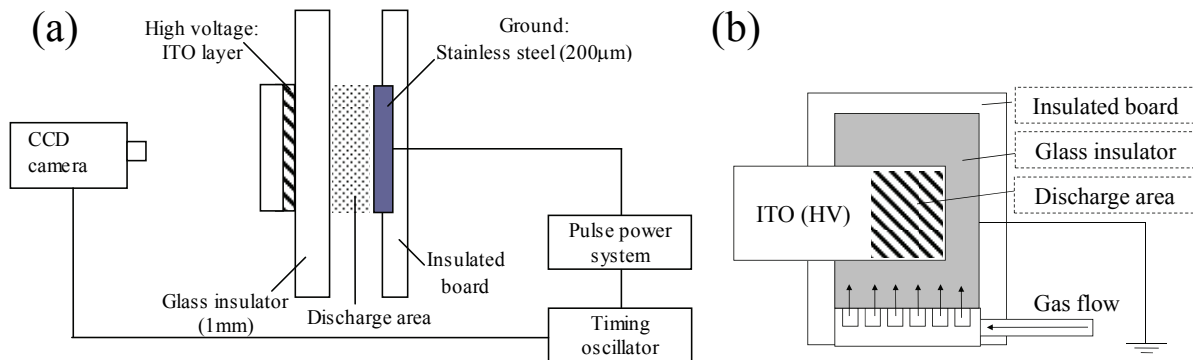 (a)
High voltage:
ITO layer
Ground:
Stainless steel (200μm)
CCD
camera
Pulse power
system
Insulated
board
Glass insulator
(1mm)
Discharge area
Timing
oscillator
(b)
Insulated board
Glass insulator
Discharge area
ITO (HV)
Gas flow